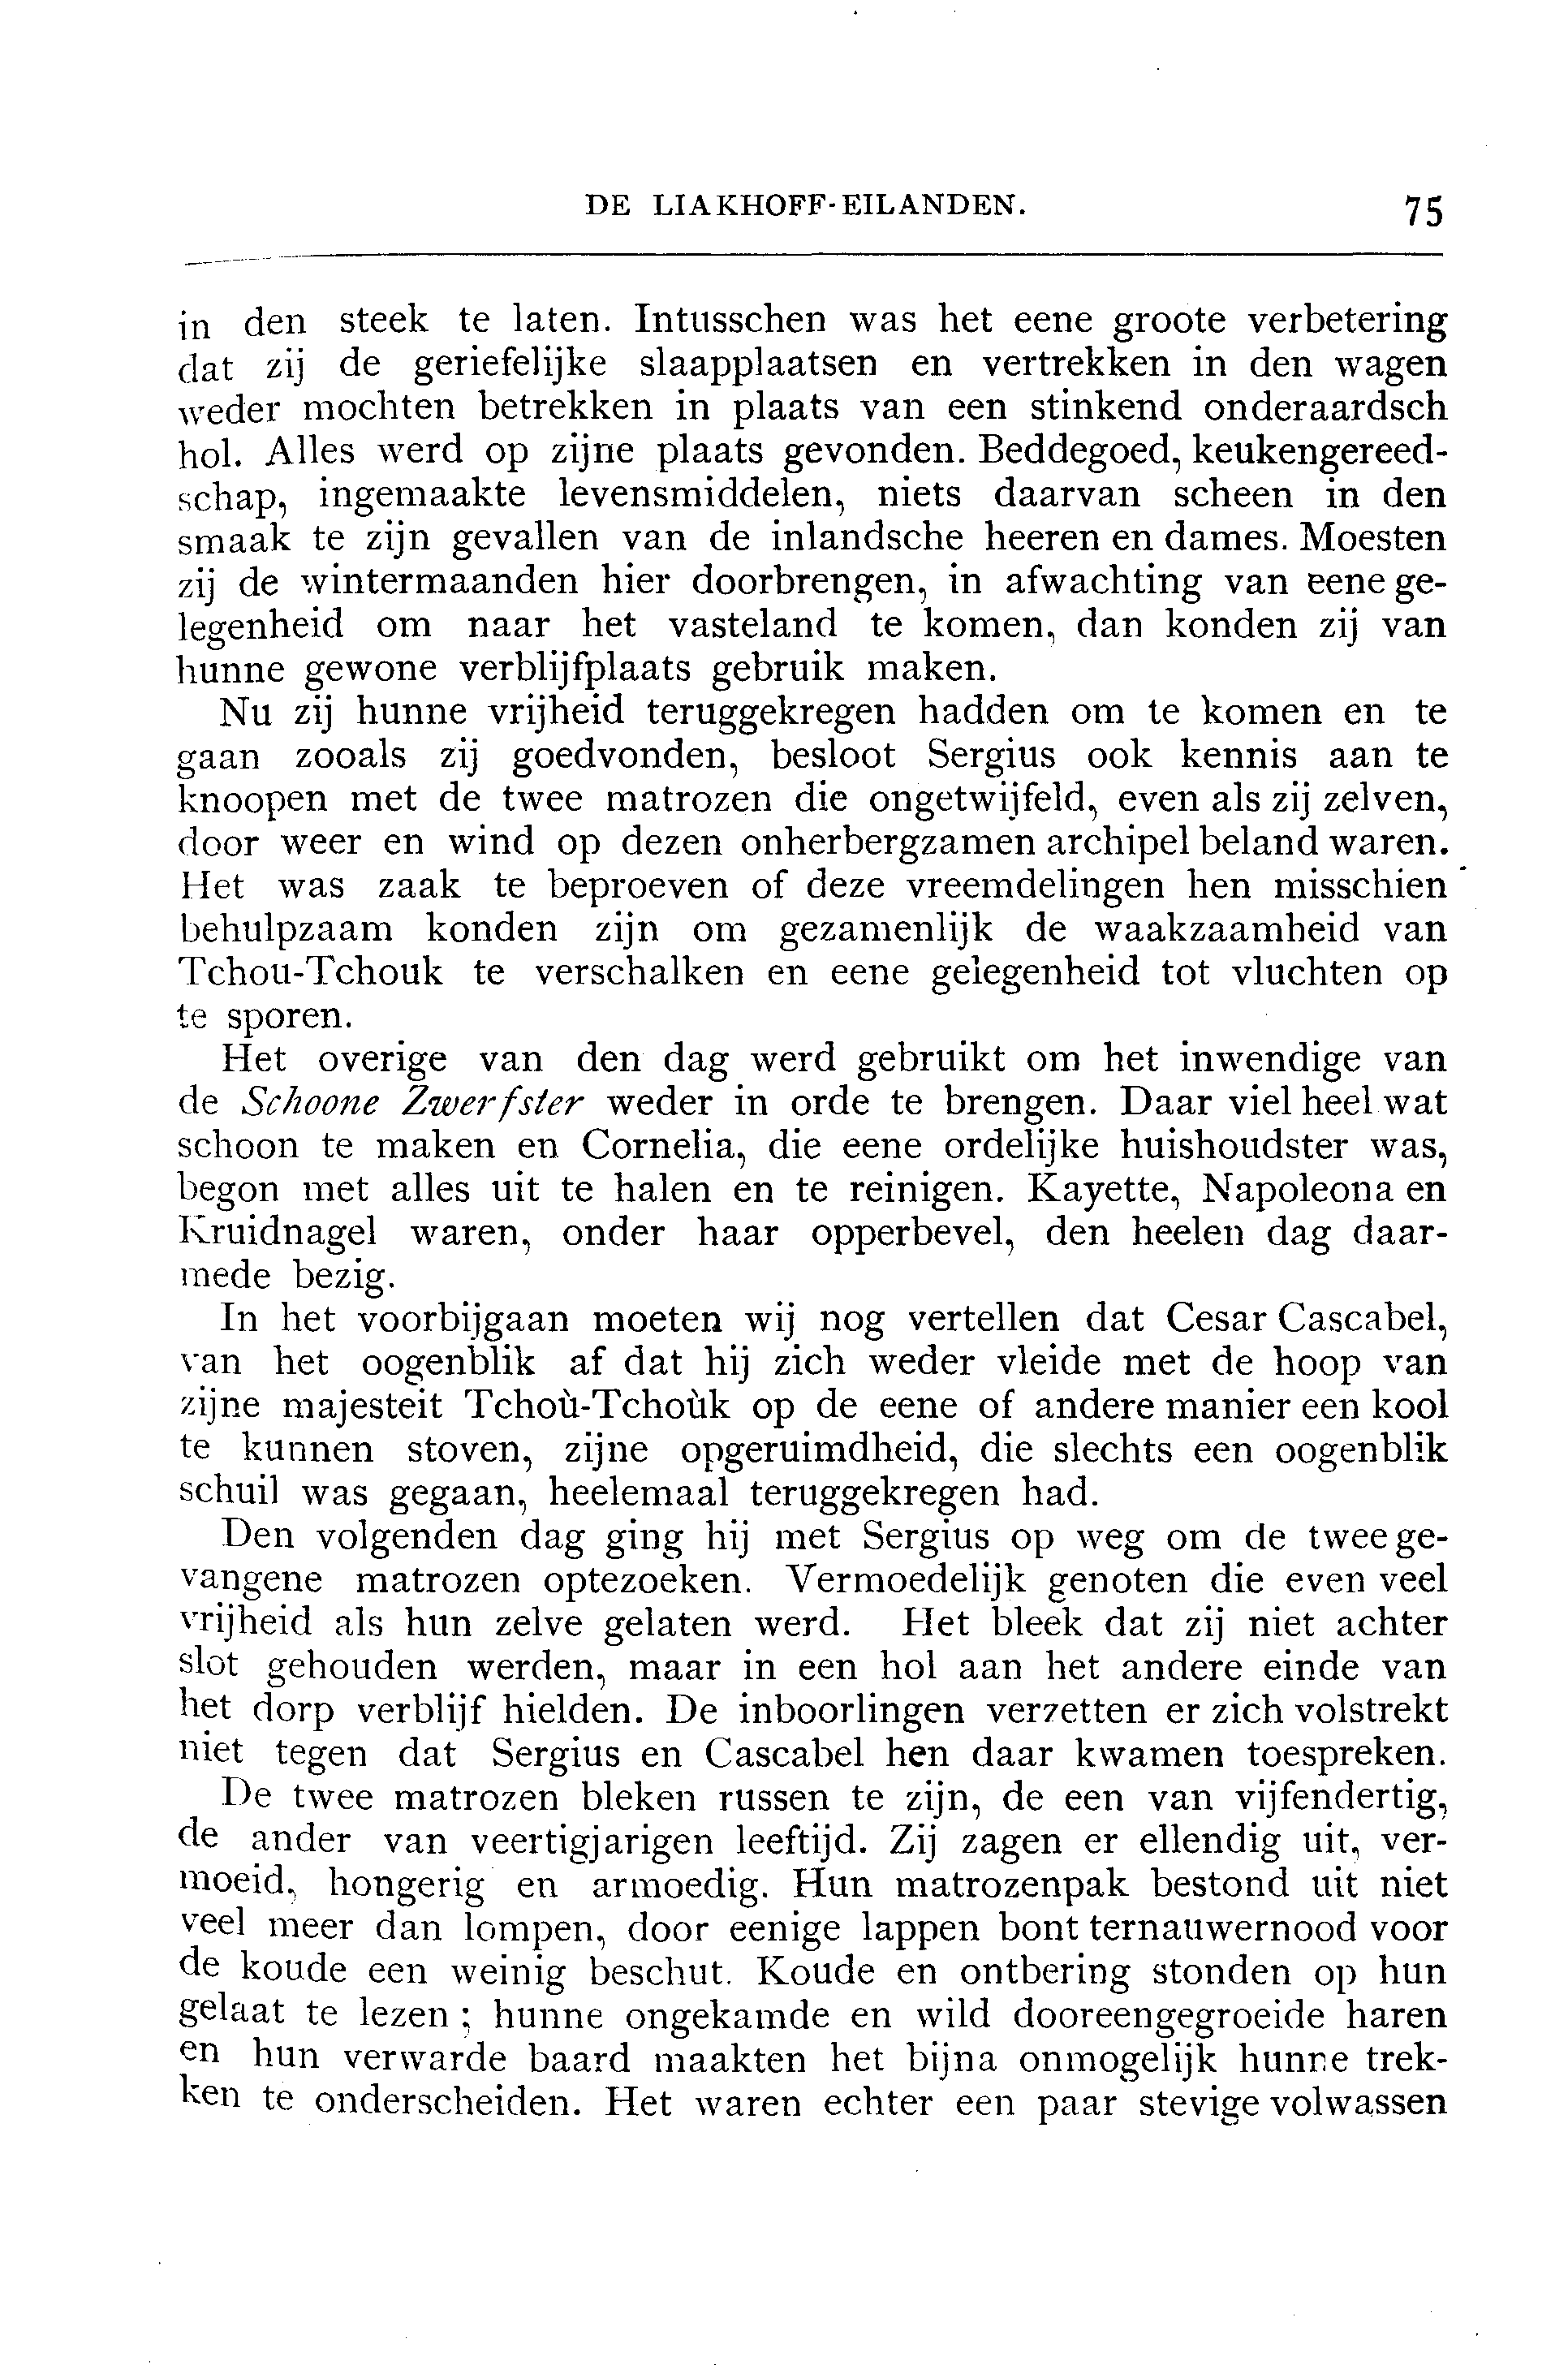 DE LIAKHOFF-EILANDEN. 75
in den steek te laten. Intusschen was het eene groote verbetering
dat zij de geriefelijke slaapplaatsen en vertrekken in den wagen
weder mochten betrekken in plaats van een stinkend onderaardsch
hol. Alles werd op zijne plaats gevonden. Beddegoed, keukengereed-
schap, ingemaakte levensmiddelen, niets daarvan scheen in den
smaak te zijn gevallen van de inlandsche heeren en dames. Moesten
zij de wintermaanden hier doorbrengen, in afwachting van eene ge-
legenheid om naar het vasteland te komen, dan konden zij van
hunne gewone verblijfplaats gebruik maken.
Nu zij hunne vrijheid teruggekregen hadden om te komen en te
gaan zooals zij goedvonden, besloot Sergius ook kennis aan te
knoopen met de twee matrozen die ongetwijfeld, even als zij zelven,
door weer en wind op dezen onherbergzamen archipel beland waren.
Het was zaak te beproeven of deze vreemdelingen hen misschien
behulpzaam konden zijn om gezamenlijk de waakzaamheid van
Tchou-Tchouk te verschalken en eene gelegenheid tot vluchten op
te sporen.
Het overige van den dag werd gebruikt om het inwendige van
de Schoone Zwerfster weder in orde te brengen. Daar viel heel wat
schoon te maken en Cornelia, die eene ordelijke huishoudster was,
begon met alles uit te halen en te reinigen. Kayette, Napoleona en
Kruidnagel waren, onder haar opperbevel, den heelen dag daar-
mede bezig.
In het voorbijgaan moeten wij nog vertellen dat Cesar Cascabel,
van het oogenblik af dat hij zich weder vleide met de hoop van
zijne majesteit Tchoù-Tchoùk op de eene of andere manier een kool
te kunnen stoven, zijne opgeruimdheid, die slechts een oogenblik
schuil was gegaan, heelemaal teruggekregen had.
Den volgenden dag ging hij met Sergius op weg om de twee ge-
vangene matrozen optezoeken. Vermoedelijk genoten die even veel
vrijheid als hun zelve gelaten werd. Het bleek dat zij niet achter
slot gehouden werden, maar in een hol aan het andere einde van
het dorp verblijf hielden. De inboorlingen verzetten er zich volstrekt
niet tegen dat Sergius en Cascabel hen daar kwamen toespreken.
De twee matrozen bleken russen te zijn, de een van vijfendertig,
de ander van veertigjarigen leeftijd. Zij zagen er ellendig uit, ver-
moeid, hongerig en armoedig. Hun matrozenpak bestond uit niet
veel meer dan lompen, door eenige lappen bont ternauwernood voor
de koude een weinig beschut. Koude en ontbering stonden op hun
gelaat te lezen; hunne ongekamde en wild dooreengegroeide haren
en hun verwarde baard maakten het bijna onmogelijk hunne trek-
ken te onderscheiden. Het waren echter een paar stevige volwassen